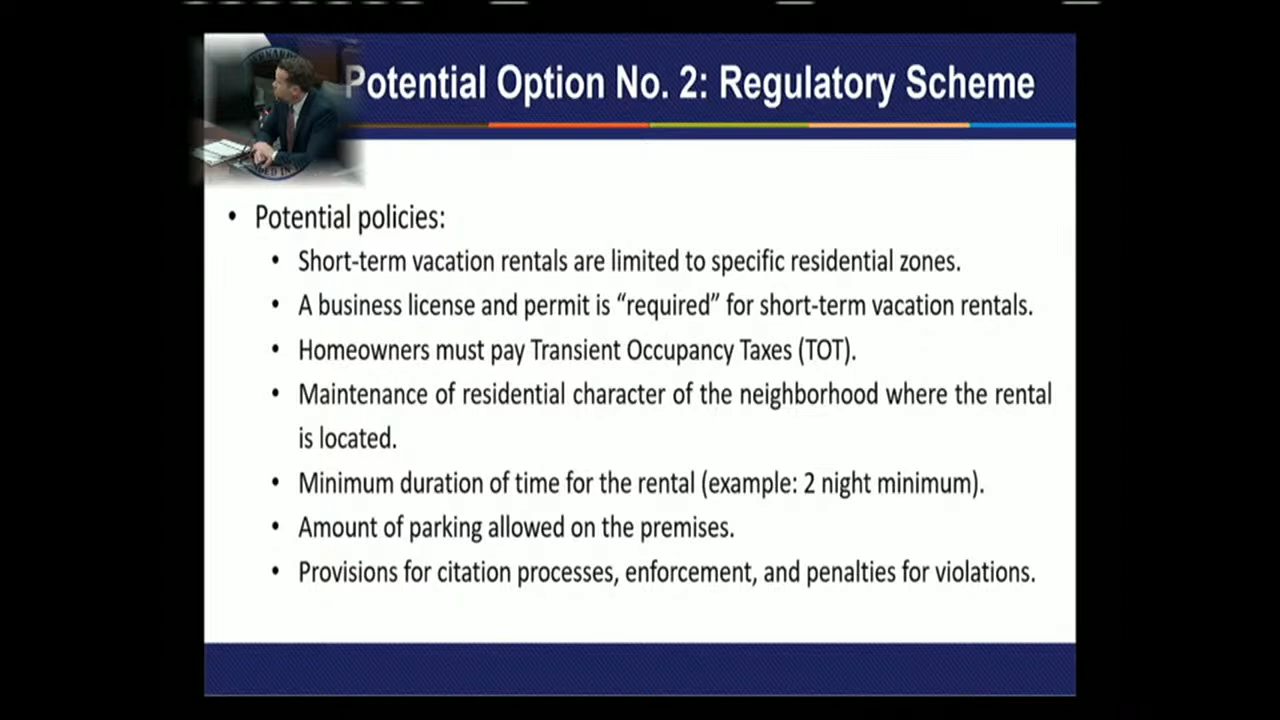 Potential Option No. 2: Regulatory Scheme
• Potential policies:
• Short-term vacation rentals are limited to specific residential zones.
• A business license and permit is “required” for short-term vacation rentals.
• Homeowners must pay Transient Occupancy Taxes (TOT).
• Maintenance of residential character of the neighborhood where the rental
is located.
• Minimum duration of time for the rental (example: 2 night minimum).
• Amount of parking allowed on the premises.
• Provisions for citation processes, enforcement, and penalties for violations.